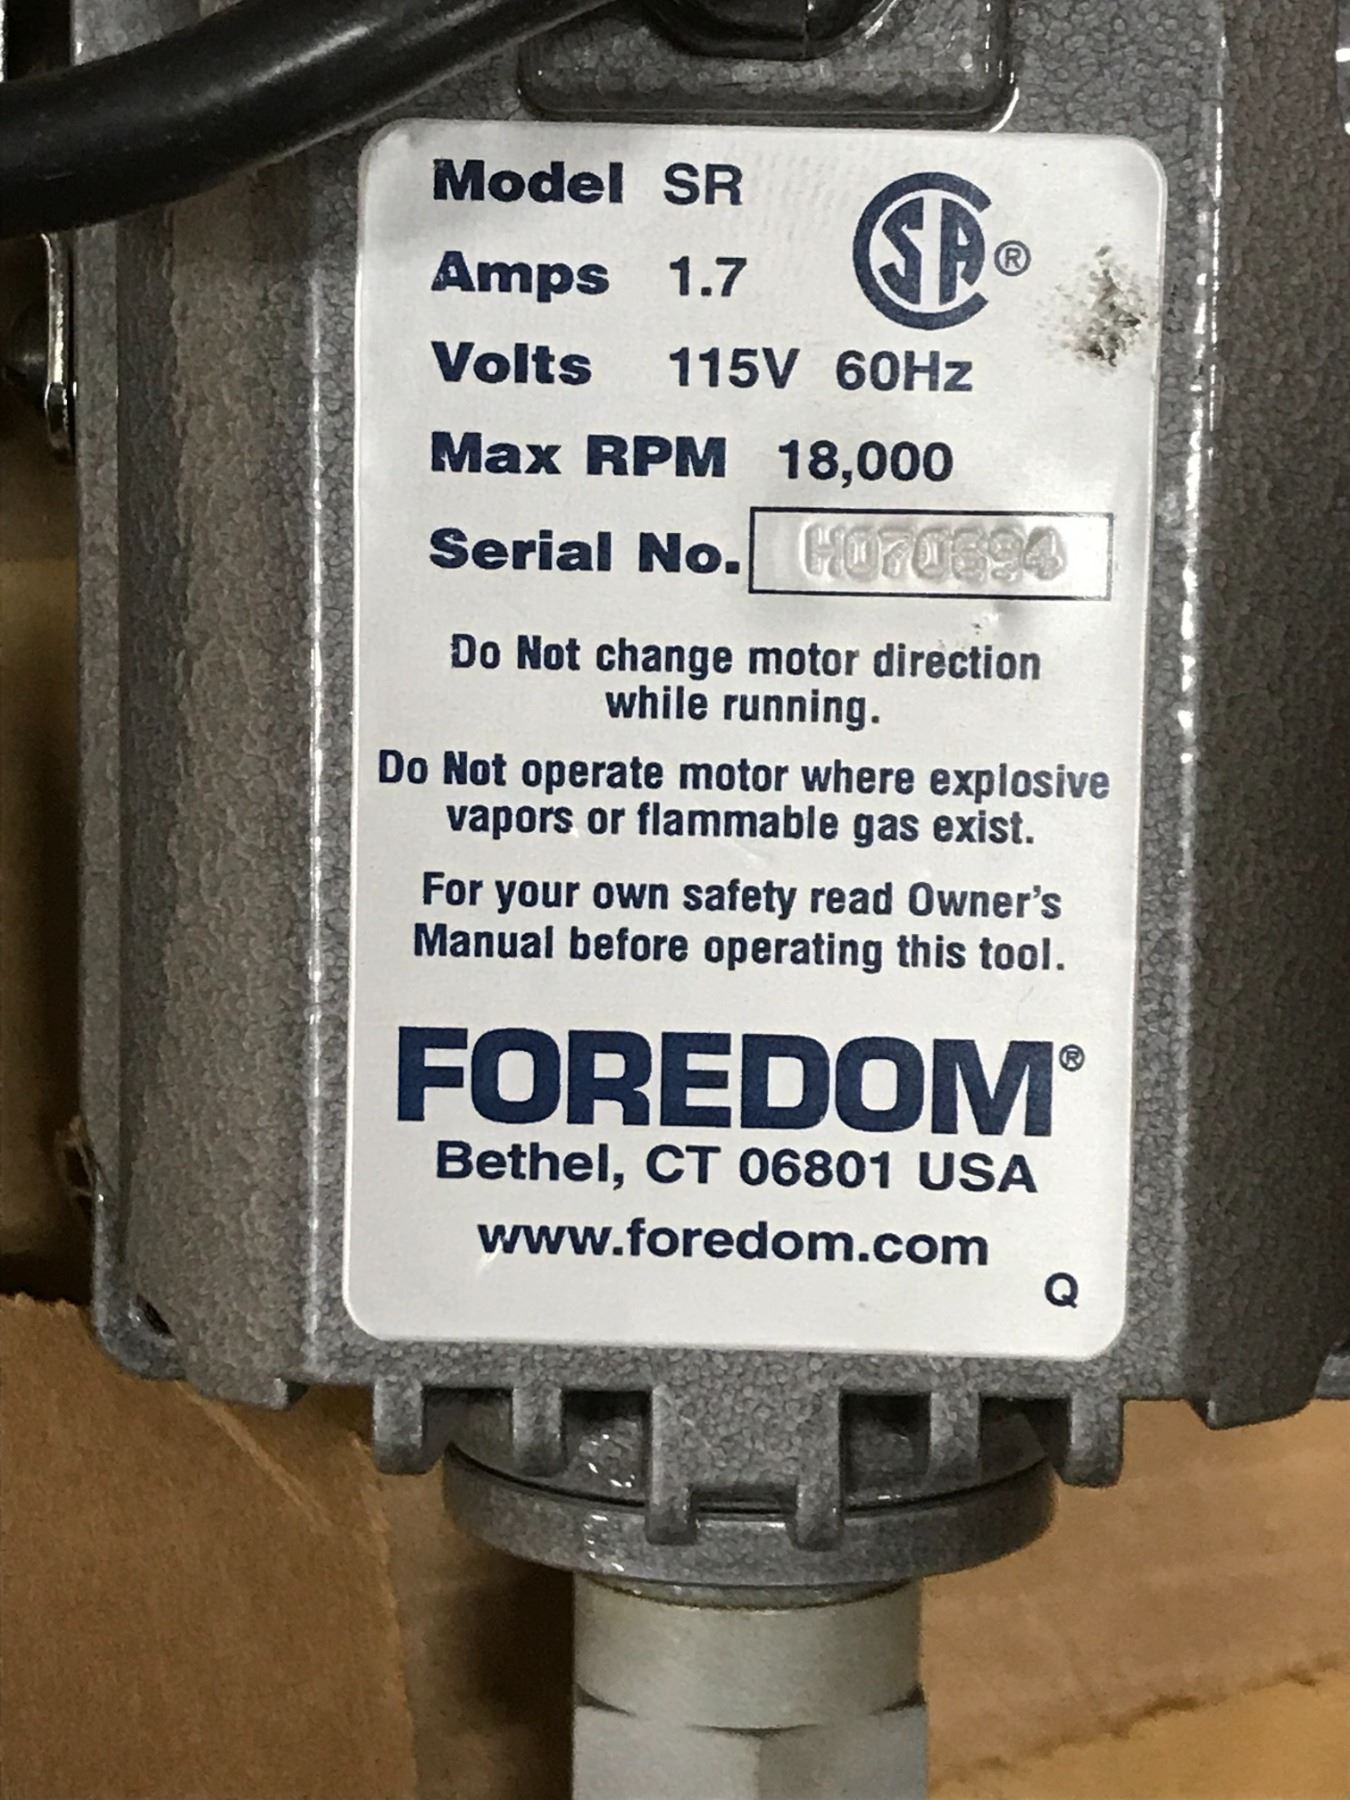 Model SR
SA®
Amps 1.7
Volts 115V 60Hz
Max RPM 18,000
Serial No. H070694
Do Not change motor direction
while running.
Do Not operate motor where explosive
vapors or flammable gas exist.
For your own safety read Owner's
Manual before operating this tool.
FOREDOM®
Bethel, CT 06801 USA
www.foredom.com
Q